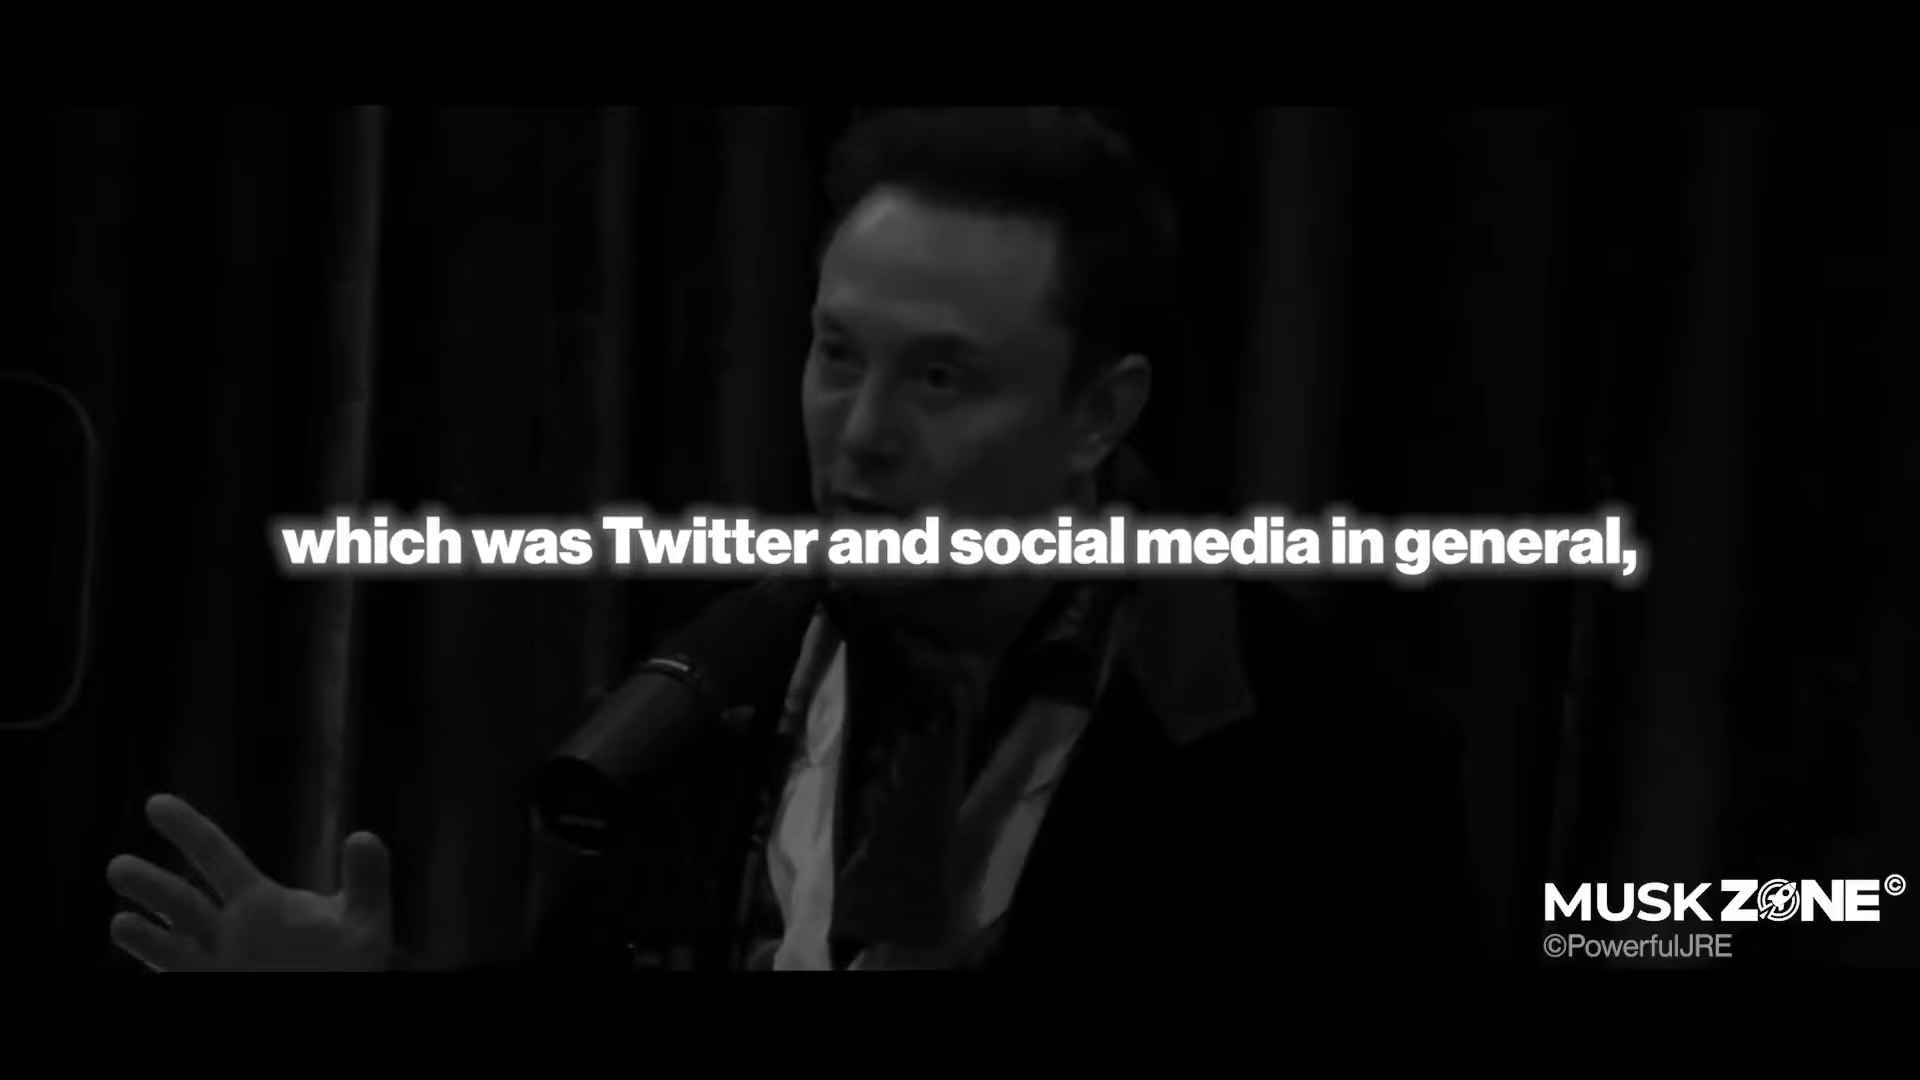 which was Twitter and social media in general,
MUSK ZONE©
©PowerfulJRE